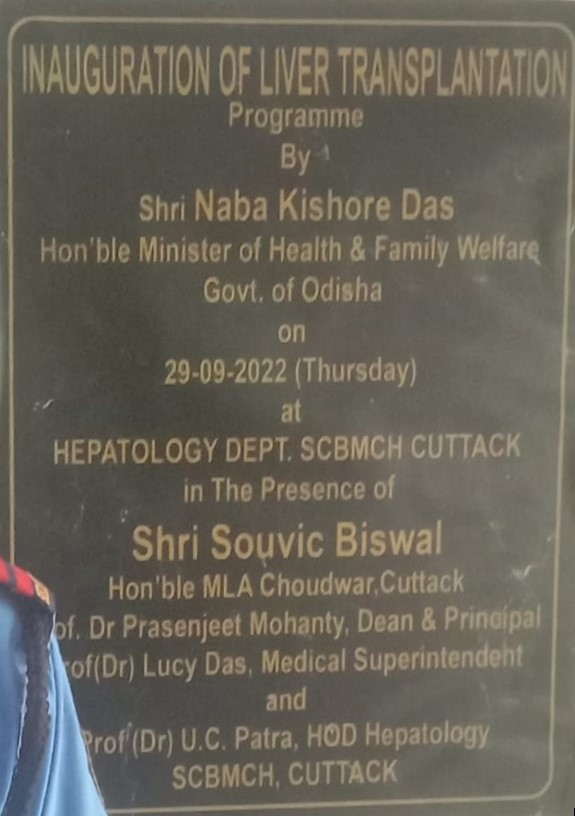 INAUGURATION OF LIVER TRANSPLANTATION
Programme
By
Shri Naba Kishore Das
Hon'ble Minister of Health & Family Welfare
Govt. of Odisha
on
29-09-2022 (Thursday)
at
HEPATOLOGY DEPT. SCBMCH CUTTACK
in The Presence of
Shri Souvic Biswal
Hon'ble MLA Choudwar,Cuttack
of. Dr Prasenjeet Mohanty, Dean & Principal
rof(Dr) Lucy Das, Medical Superintendent
and
Prof (Dr) U.C. Patra, HOD Hepatology
SCBMCH, CUTTACK